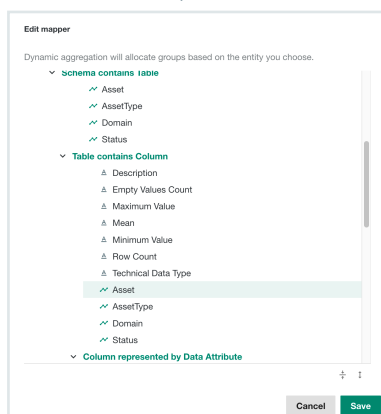 Edit mapper
Dynamic aggregation will allocate groups based on the entity you choose.
Schema contains Table
Asset
AssetType
Domain
Status
Table contains Column
Description
Empty Values Count
Maximum Value
Mean
Minimum Value
Row Count
Technical Data Type
Asset
AssetType
Domain
Status
Column represented by Data Attribute
Cancel Save